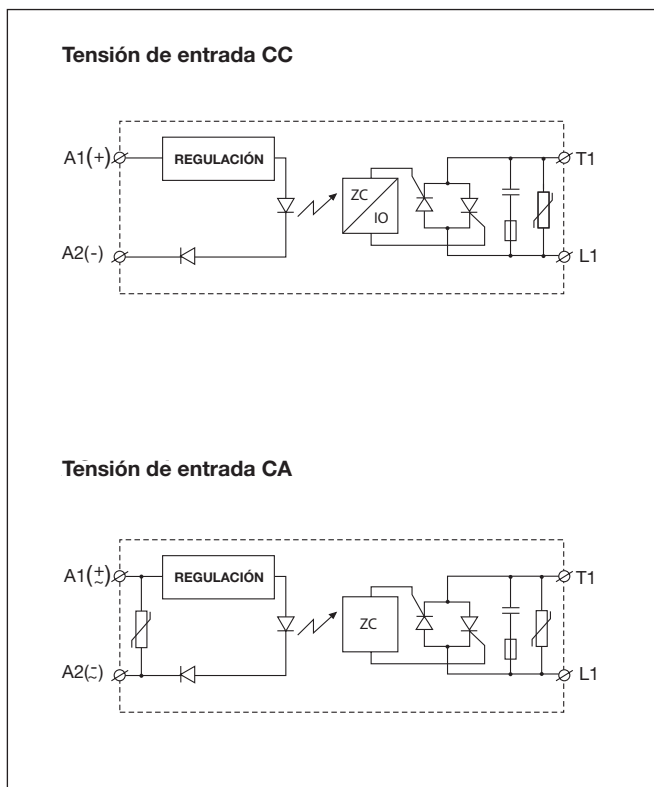 Tensión de entrada CC
A1(+) REGULACIÓN ZC IO T1
A2(-) L1
Tensión de entrada CA
A1(+~) REGULACIÓN ZC T1
A2(-~) L1